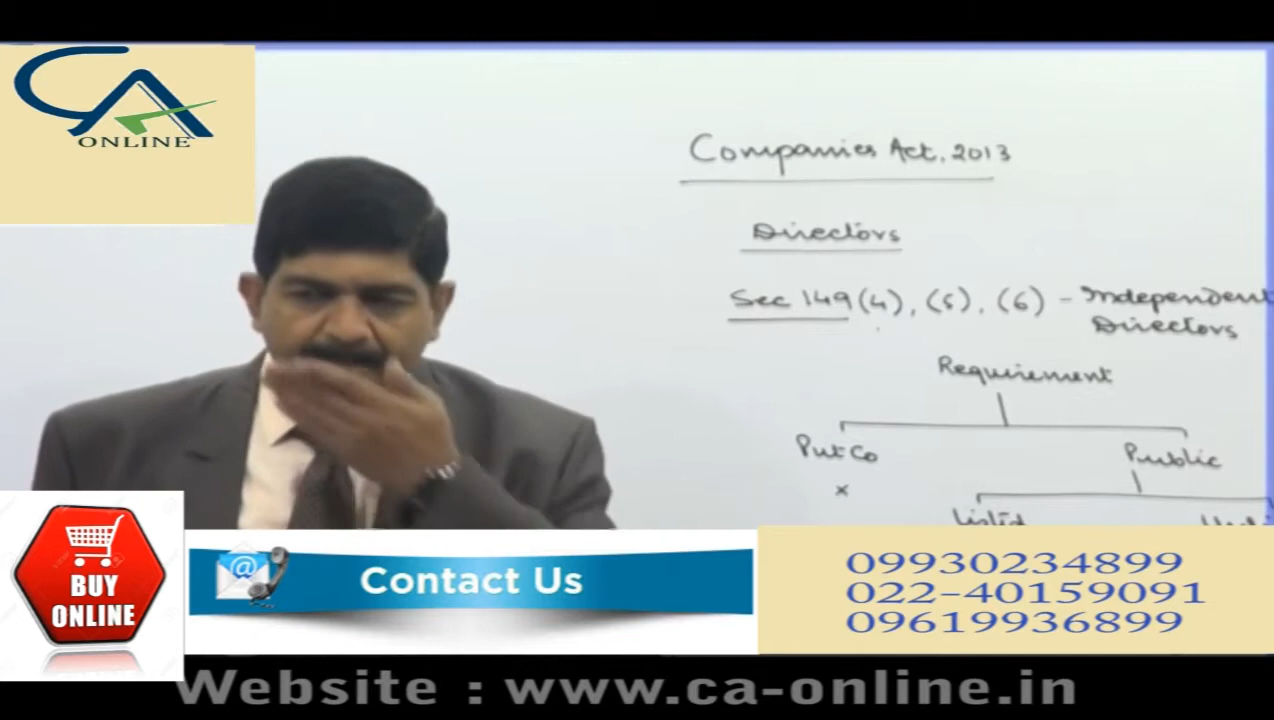 CA
ONLINE
Companies Act, 2013
Directors
Sec 149 (4), (5), (6) - Independent
Directors
Requirement
Pvt Co
Public
x
Listed
BUY
ONLINE
Contact Us
09930234899
022-40159091
09619936899
Website : www.ca-online.in